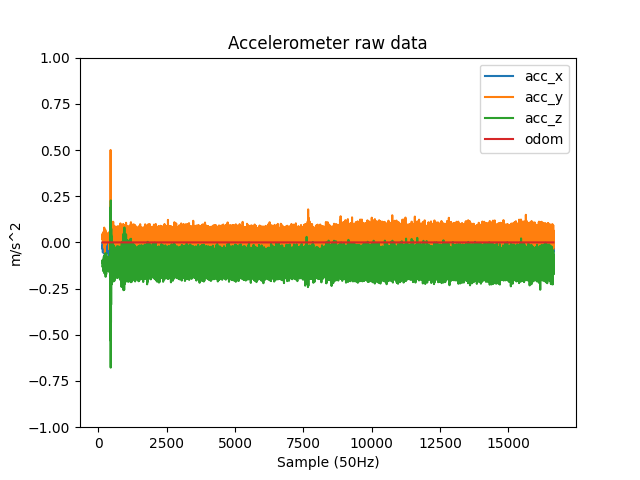 Accelerometer raw data
1.00
0.75
0.50
0.25
0.00
−0.25
−0.50
−0.75
−1.00
m/s^2
acc_x
acc_y
acc_z
odom
0 2500 5000 7500 10000 12500 15000
Sample (50Hz)